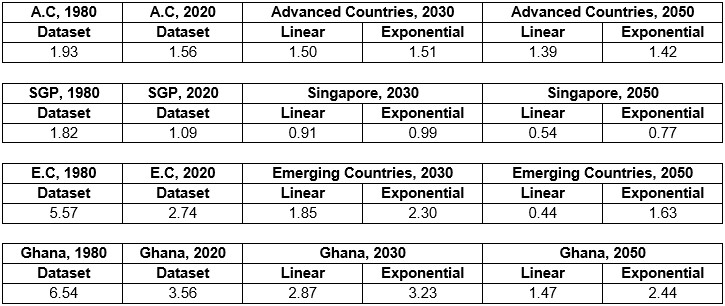 A.C, 1980 A.C, 2020 Advanced Countries, 2030 Advanced Countries, 2050
Dataset Dataset Linear Exponential Linear Exponential
1.93 1.56 1.50 1.51 1.39 1.42
SGP, 1980 SGP, 2020 Singapore, 2030 Singapore, 2050
Dataset Dataset Linear Exponential Linear Exponential
1.82 1.09 0.91 0.99 0.54 0.77
E.C, 1980 E.C, 2020 Emerging Countries, 2030 Emerging Countries, 2050
Dataset Dataset Linear Exponential Linear Exponential
5.57 2.74 1.85 2.30 0.44 1.63
Ghana, 1980 Ghana, 2020 Ghana, 2030 Ghana, 2050
Dataset Dataset Linear Exponential Linear Exponential
6.54 3.56 2.87 3.23 1.47 2.44